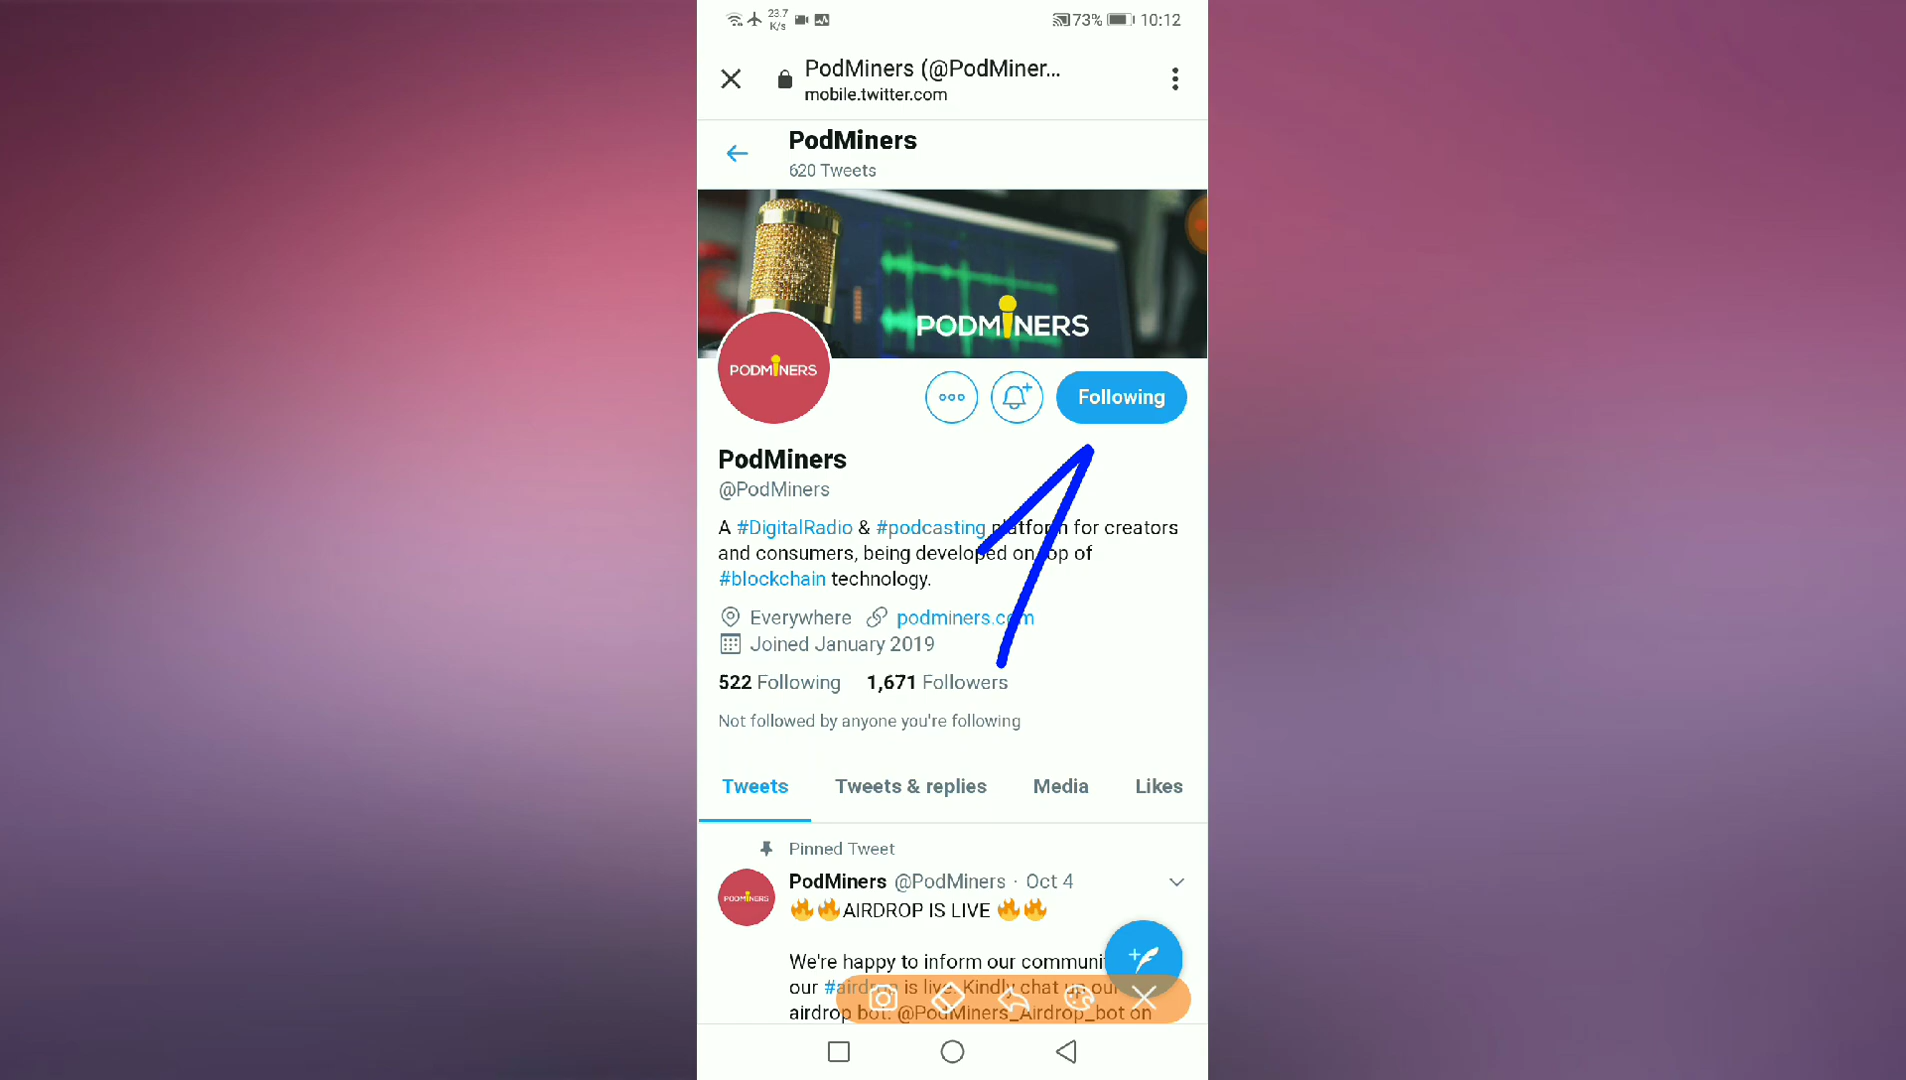 23.7
K/s
73%
10:12
PodMiners (@PodMiner...
mobile.twitter.com
PodMiners
620 Tweets
PODMINERS
PODMINERS
Following
PodMiners
@PodMiners
A #DigitalRadio & #podcasting platform for creators
and consumers, being developed on top of
#blockchain technology.
Everywhere podminers.com
Joined January 2019
522 Following 1,671 Followers
Not followed by anyone you're following
Tweets Tweets & replies Media Likes
Pinned Tweet
PodMiners @PodMiners · Oct 4
PODMINERS
🔥🔥AIRDROP IS LIVE 🔥🔥
We're happy to inform our communi
our #airdrop is live. Kindly chat up our
airdrop bot: @PodMiners_Airdrop_bot on